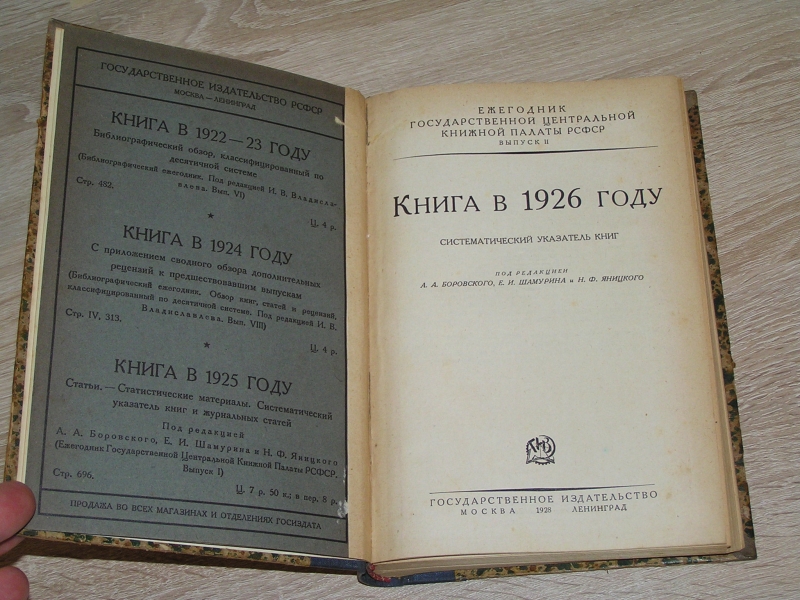 ГОСУДАРСТВЕННОЕ ИЗДАТЕЛЬСТВО РСФСР
МОСКВА — ЛЕНИНГРАД
КНИГА В 1922—23 ГОДУ
Библиографический обзор, классифицированный по
десятичной системе
(Библиографический ежегодник. Под редакцией И. В. Владисла-
влева. Вып. VI)
Стр. 482.
Ц. 4 р.
*
КНИГА В 1924 ГОДУ
С приложением сводного обзора дополнительных
рецензий к предшествовавшим выпускам
(Библиографический ежегодник. Обзор книг, статей и рецензий,
классифицированный по десятичной системе. Под редакцией И. В.
Владиславлева. Вып. VIII)
Стр. IV, 313.
Ц. 4 р.
*
КНИГА В 1925 ГОДУ
Статьи. — Статистические материалы. Систематический
указатель книг и журнальных статей
Под редакцией
А. А. Боровского, Е. И. Шамурина и Н. Ф. Яницкого
(Ежегодник Государственной Центральной Книжной Палаты РСФСР.
Выпуск I)
Стр. 696.
Ц. 7 р. 50 к.; в пер. 8 р.
ПРОДАЖА ВО ВСЕХ МАГАЗИНАХ И ОТДЕЛЕНИЯХ ГОСИЗДАТА
ЕЖЕГОДНИК
ГОСУДАРСТВЕННОЙ ЦЕНТРАЛЬНОЙ
КНИЖНОЙ ПАЛАТЫ РСФСР
ВЫПУСК II
КНИГА В 1926 ГОДУ
СИСТЕМАТИЧЕСКИЙ УКАЗАТЕЛЬ КНИГ
ПОД РЕДАКЦИЕЙ
А. А. БОРОВСКОГО, Е. И. ШАМУРИНА и Н. Ф. ЯНИЦКОГО
ГОСУДАРСТВЕННОЕ ИЗДАТЕЛЬСТВО
МОСКВА 1928 ЛЕНИНГРАД